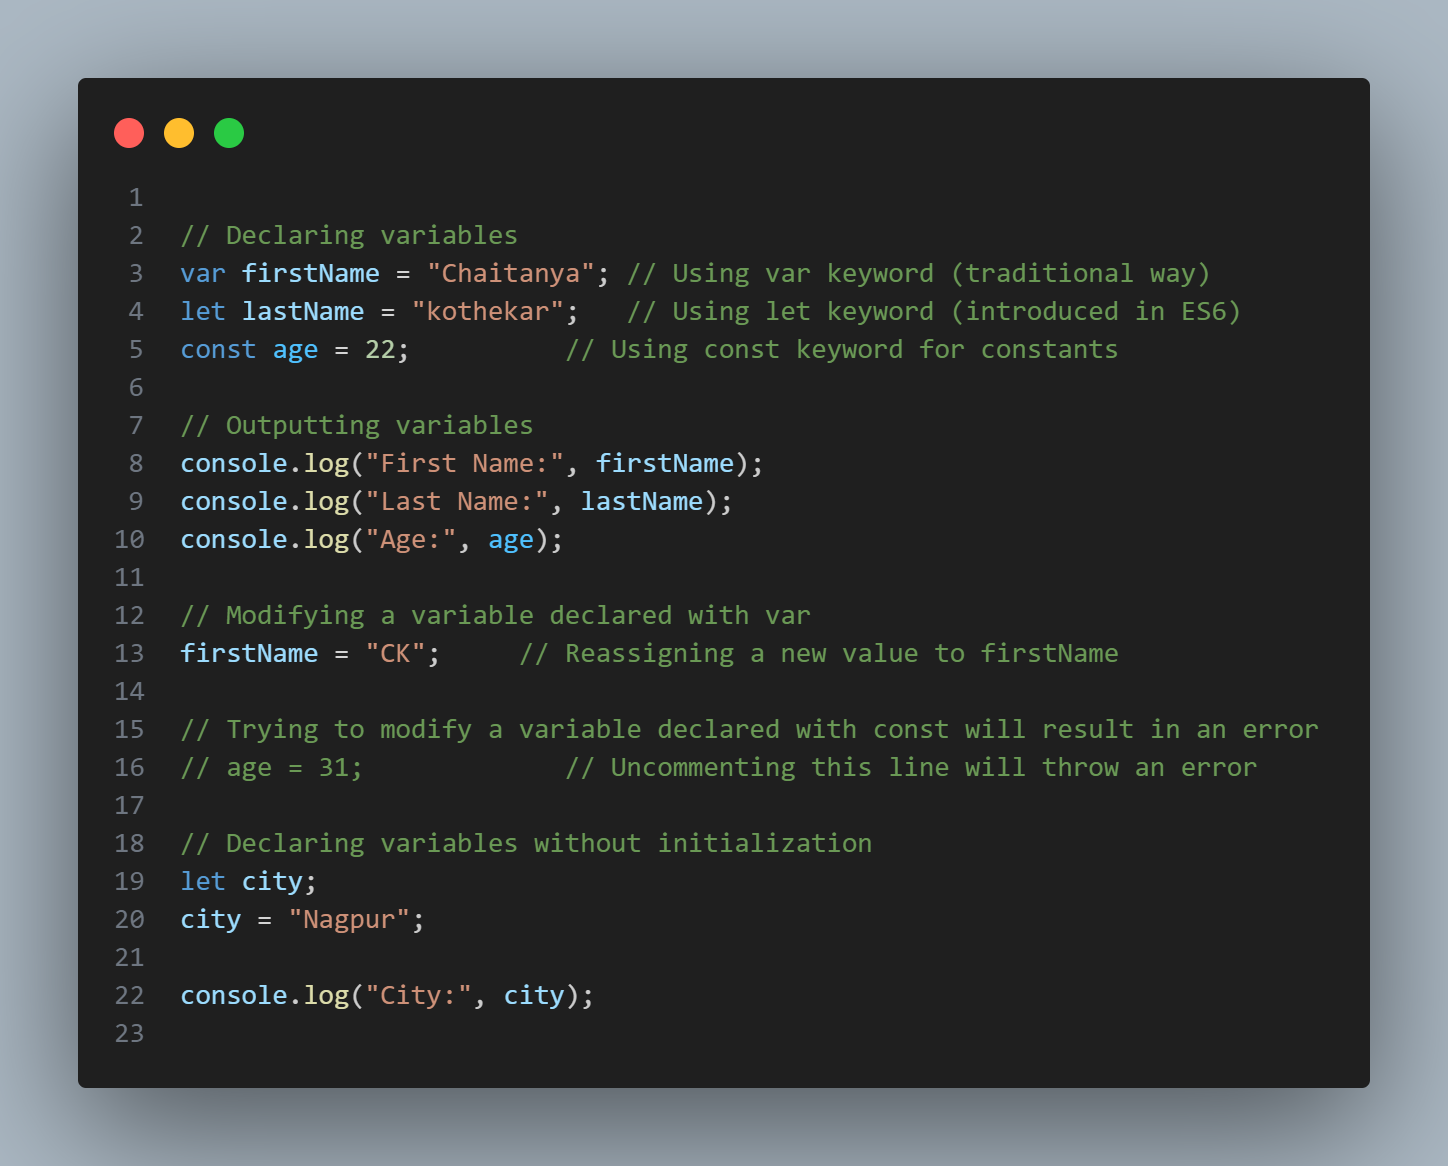 1
2 // Declaring variables
3 var firstName = "Chaitanya"; // Using var keyword (traditional way)
4 let lastName = "kothekar";   // Using let keyword (introduced in ES6)
5 const age = 22;          // Using const keyword for constants
6
7 // Outputting variables
8 console.log("First Name:", firstName);
9 console.log("Last Name:", lastName);
10 console.log("Age:", age);
11
12 // Modifying a variable declared with var
13 firstName = "CK";     // Reassigning a new value to firstName
14
15 // Trying to modify a variable declared with const will result in an error
16 // age = 31;             // Uncommenting this line will throw an error
17
18 // Declaring variables without initialization
19 let city;
20 city = "Nagpur";
21
22 console.log("City:", city);
23